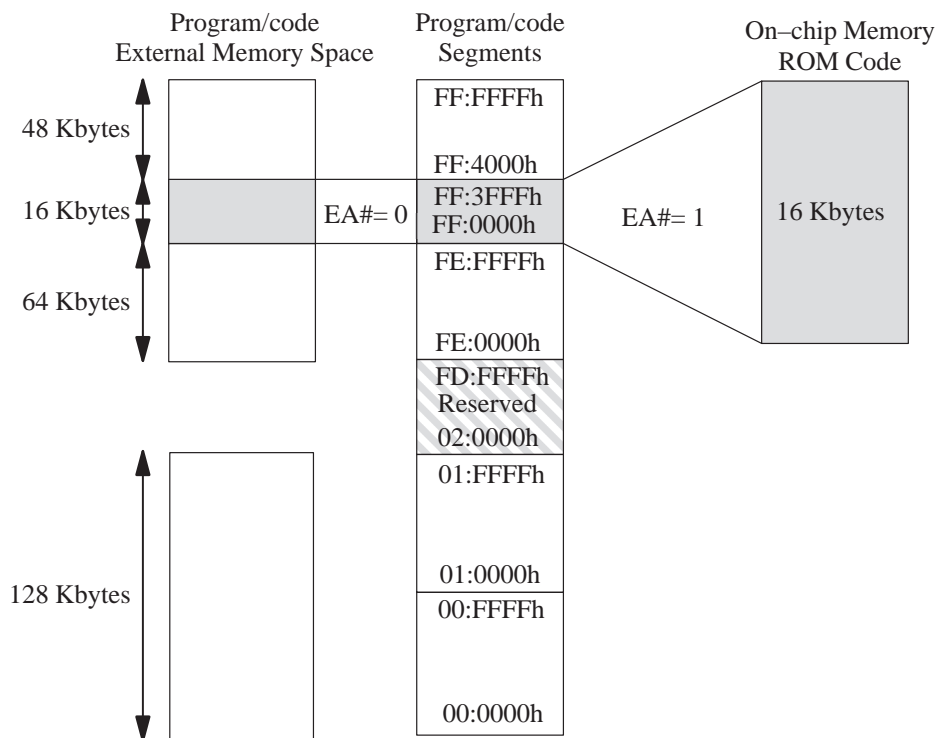 Program/code
External Memory Space
Program/code
Segments
On–chip Memory
ROM Code
48 Kbytes
16 Kbytes
64 Kbytes
128 Kbytes
EA#= 0
FF:FFFFh
FF:4000h
FF:3FFFh
FF:0000h
FE:FFFFh
FE:0000h
FD:FFFFh
Reserved
02:0000h
01:FFFFh
01:0000h
00:FFFFh
00:0000h
EA#= 1
16 Kbytes